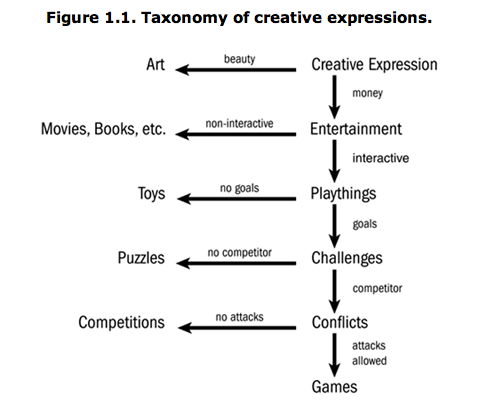 Figure 1.1. Taxonomy of creative expressions.
Art
beauty
Creative Expression
money
Movies, Books, etc.
non-interactive
Entertainment
interactive
Toys
no goals
Playthings
goals
Puzzles
no competitor
Challenges
competitor
Competitions
no attacks
Conflicts
attacks
allowed
Games